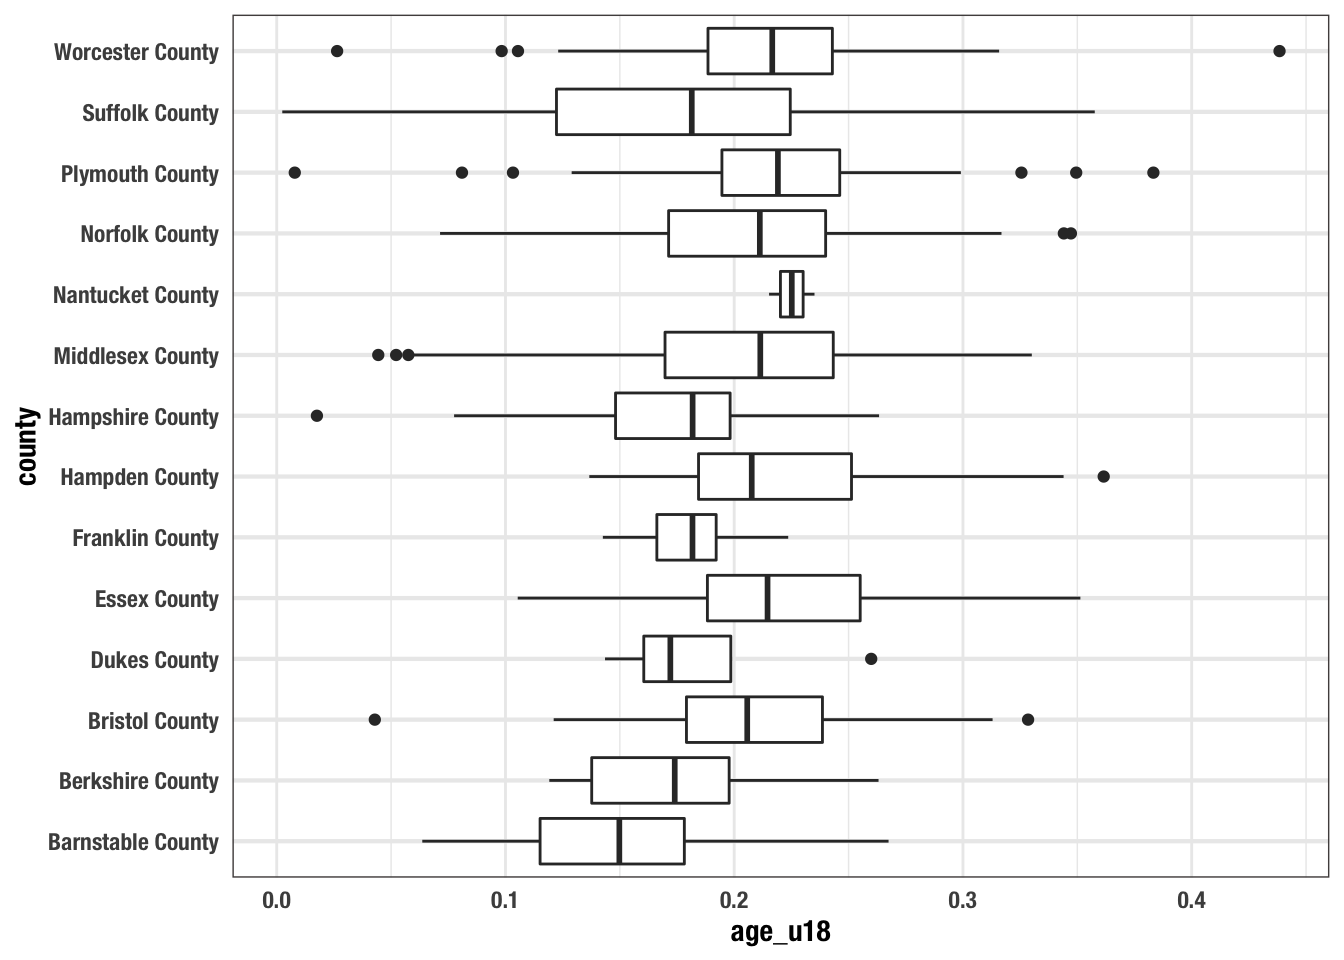 Worcester County
Suffolk County
Plymouth County
Norfolk County
Nantucket County
Middlesex County
Hampshire County
Hampden County
Franklin County
Essex County
Dukes County
Bristol County
Berkshire County
Barnstable County
county
0.0 0.1 0.2 0.3 0.4
age_u18